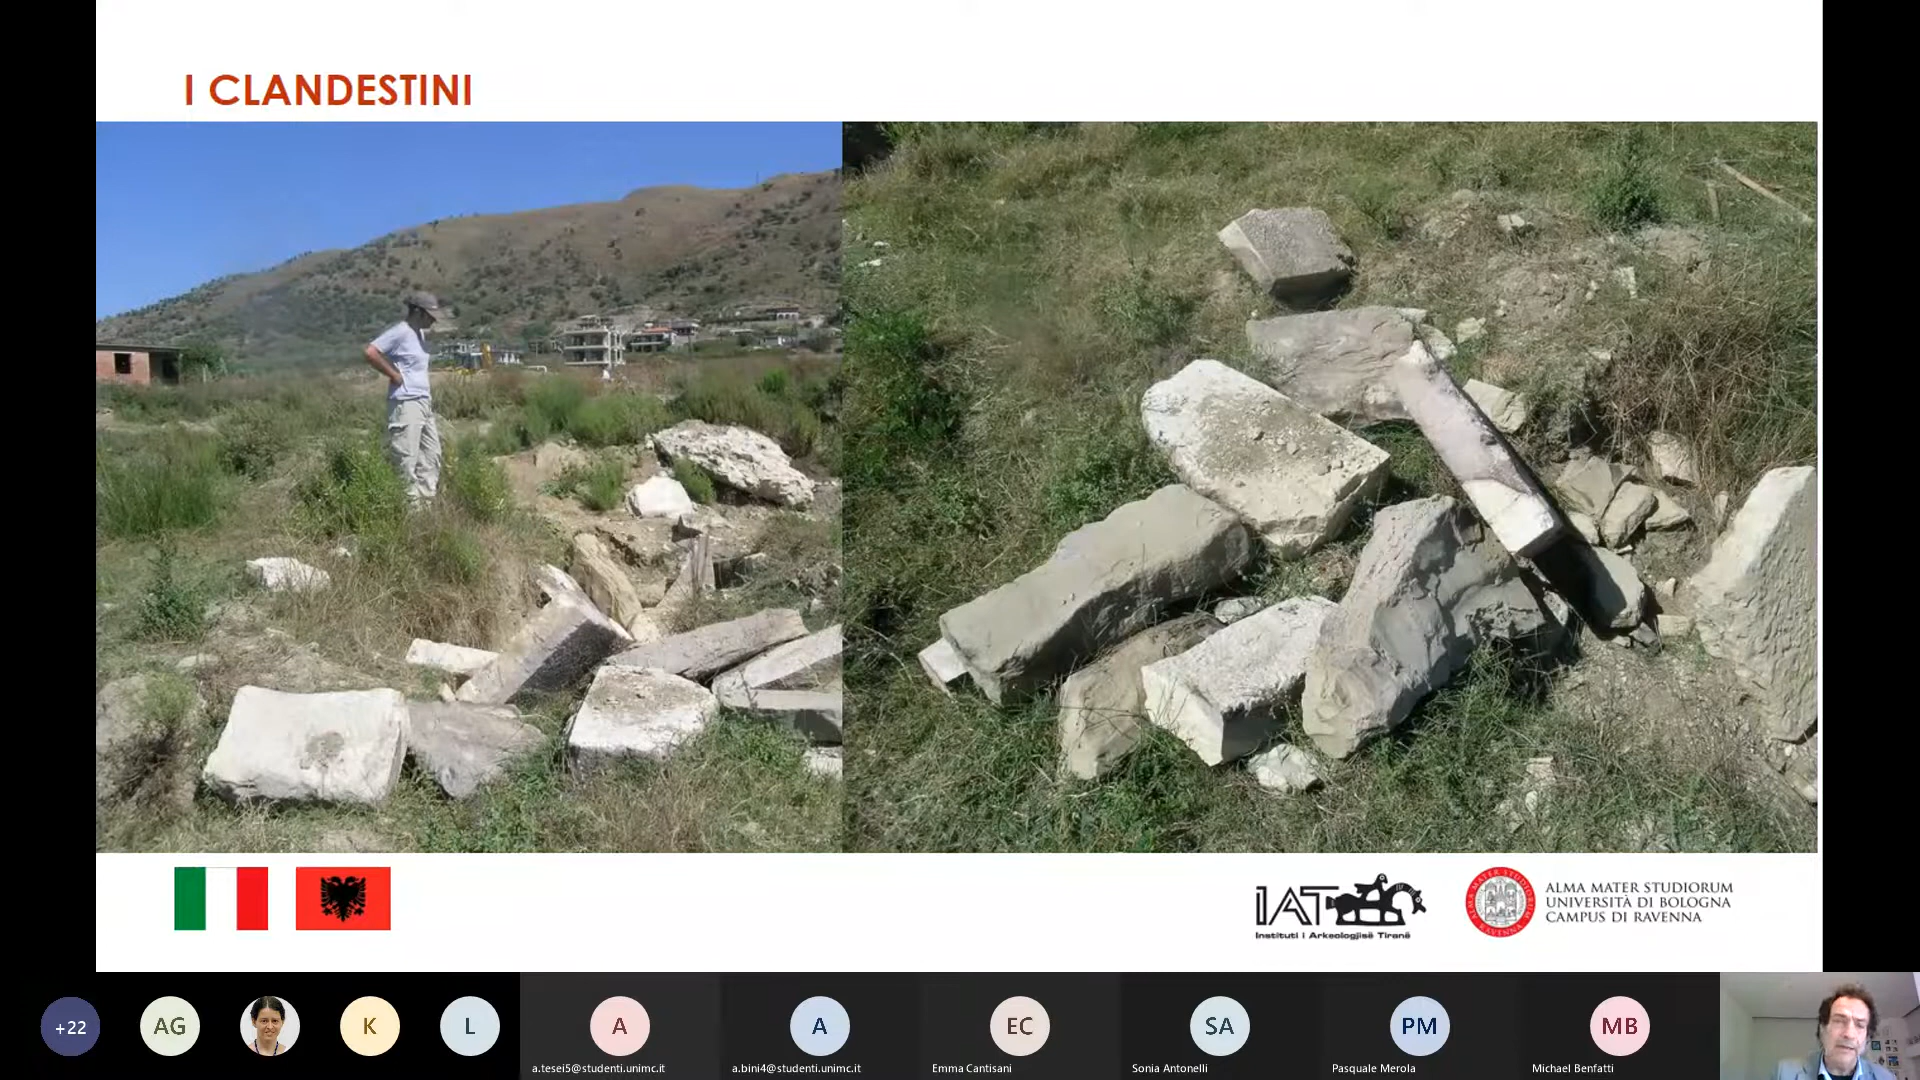 I CLANDESTINI
IAT
Instituti i Arkeologjisë Tiranë
ALMA MATER STUDIORUM
UNIVERSITÀ DI BOLOGNA
CAMPUS DI RAVENNA
+22
AG
K
L
A
A
EC
SA
PM
MB
a.tesei5@studenti.unimc.it
a.bini4@studenti.unimc.it
Emma Cantisani
Sonia Antonelli
Pasquale Merola
Michael Benfatti